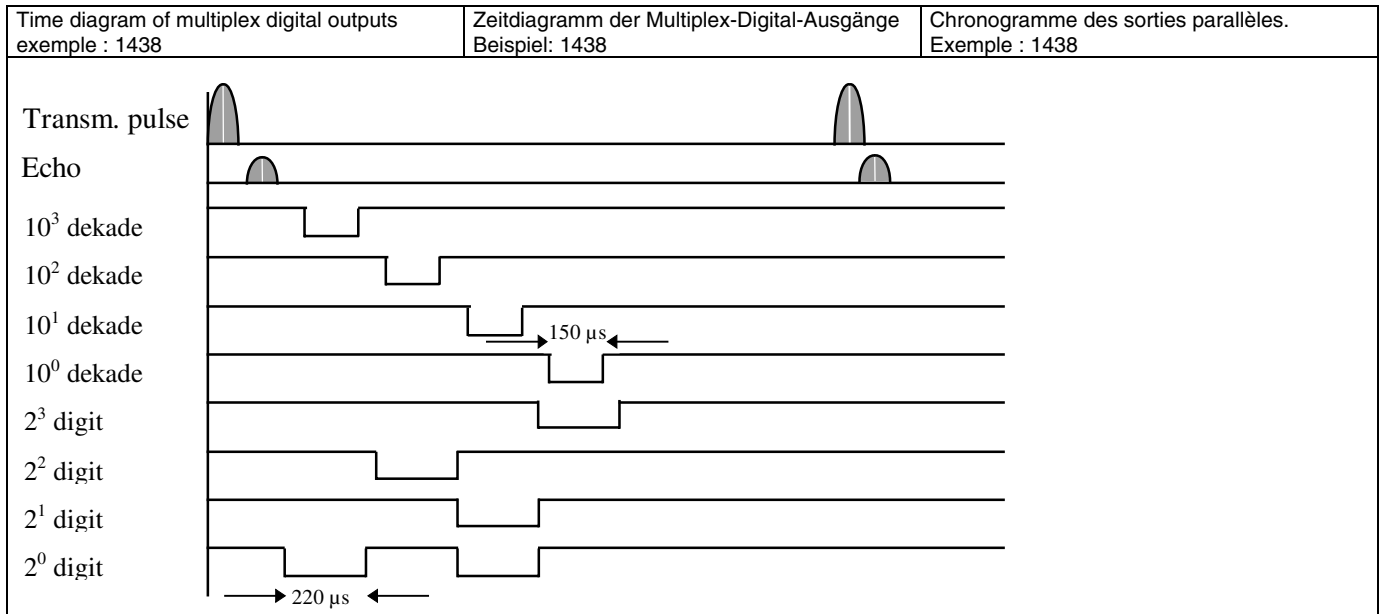 Time diagram of multiplex digital outputs
exemple : 1438
Zeitdiagramm der Multiplex-Digital-Ausgänge
Beispiel: 1438
Chronogramme des sorties parallèles.
Exemple : 1438
Transm. pulse
Echo
10³ dekade
10² dekade
10¹ dekade
150 µs
10⁰ dekade
2³ digit
2² digit
2¹ digit
2⁰ digit
220 µs